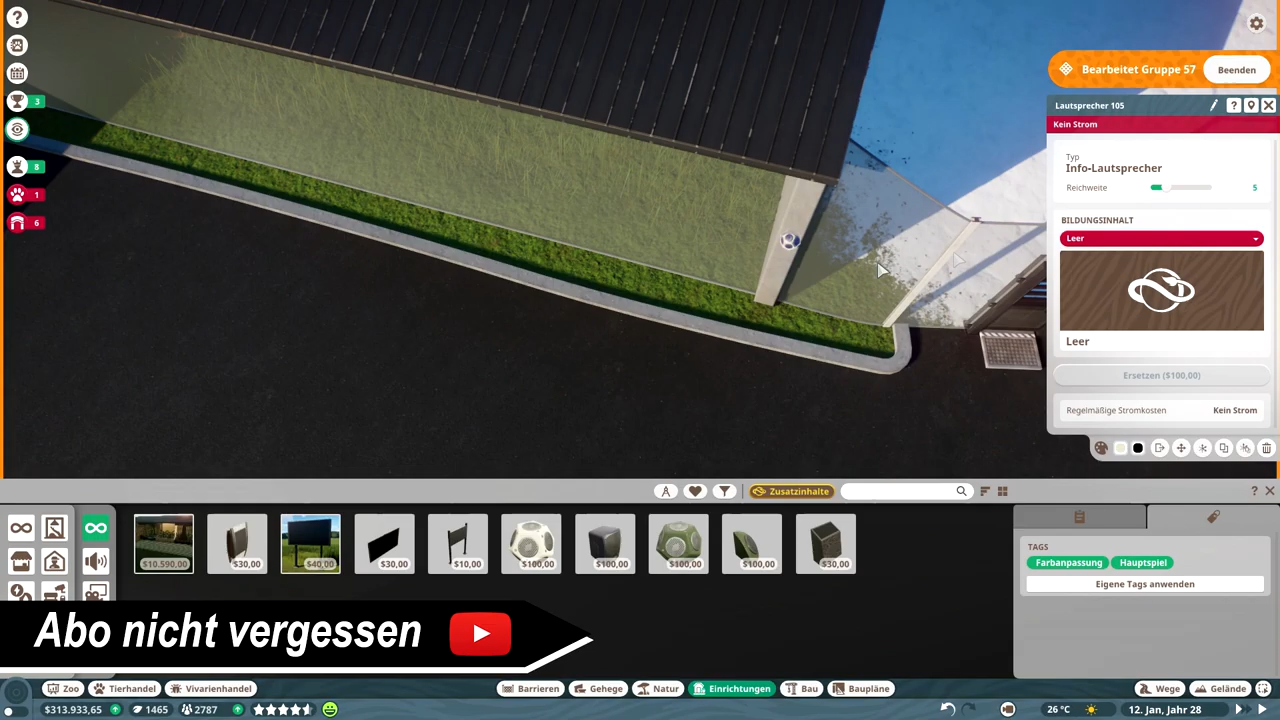 3
8
1
6
Bearbeitet Gruppe 57
Beenden
Lautsprecher 105
Kein Strom
Typ
Info-Lautsprecher
Reichweite 5
BILDUNGSINHALT
Leer
Leer
Ersetzen ($100,00)
Regelmäßige Stromkosten Kein Strom
Zusatzinhalte
$10.590,00 $30,00 $40,00 $30,00 $10,00 $100,00 $100,00 $100,00 $100,00 $30,00
TAGS
Farbanpassung Hauptspiel
Eigene Tags anwenden
Abo nicht vergessen
Zoo Tierhandel Vivarienhandel Barrieren Gehege Natur Einrichtungen Bau Baupläne Wege Gelände
$313.933,65 1465 2787 26 °C 12. Jan, Jahr 28